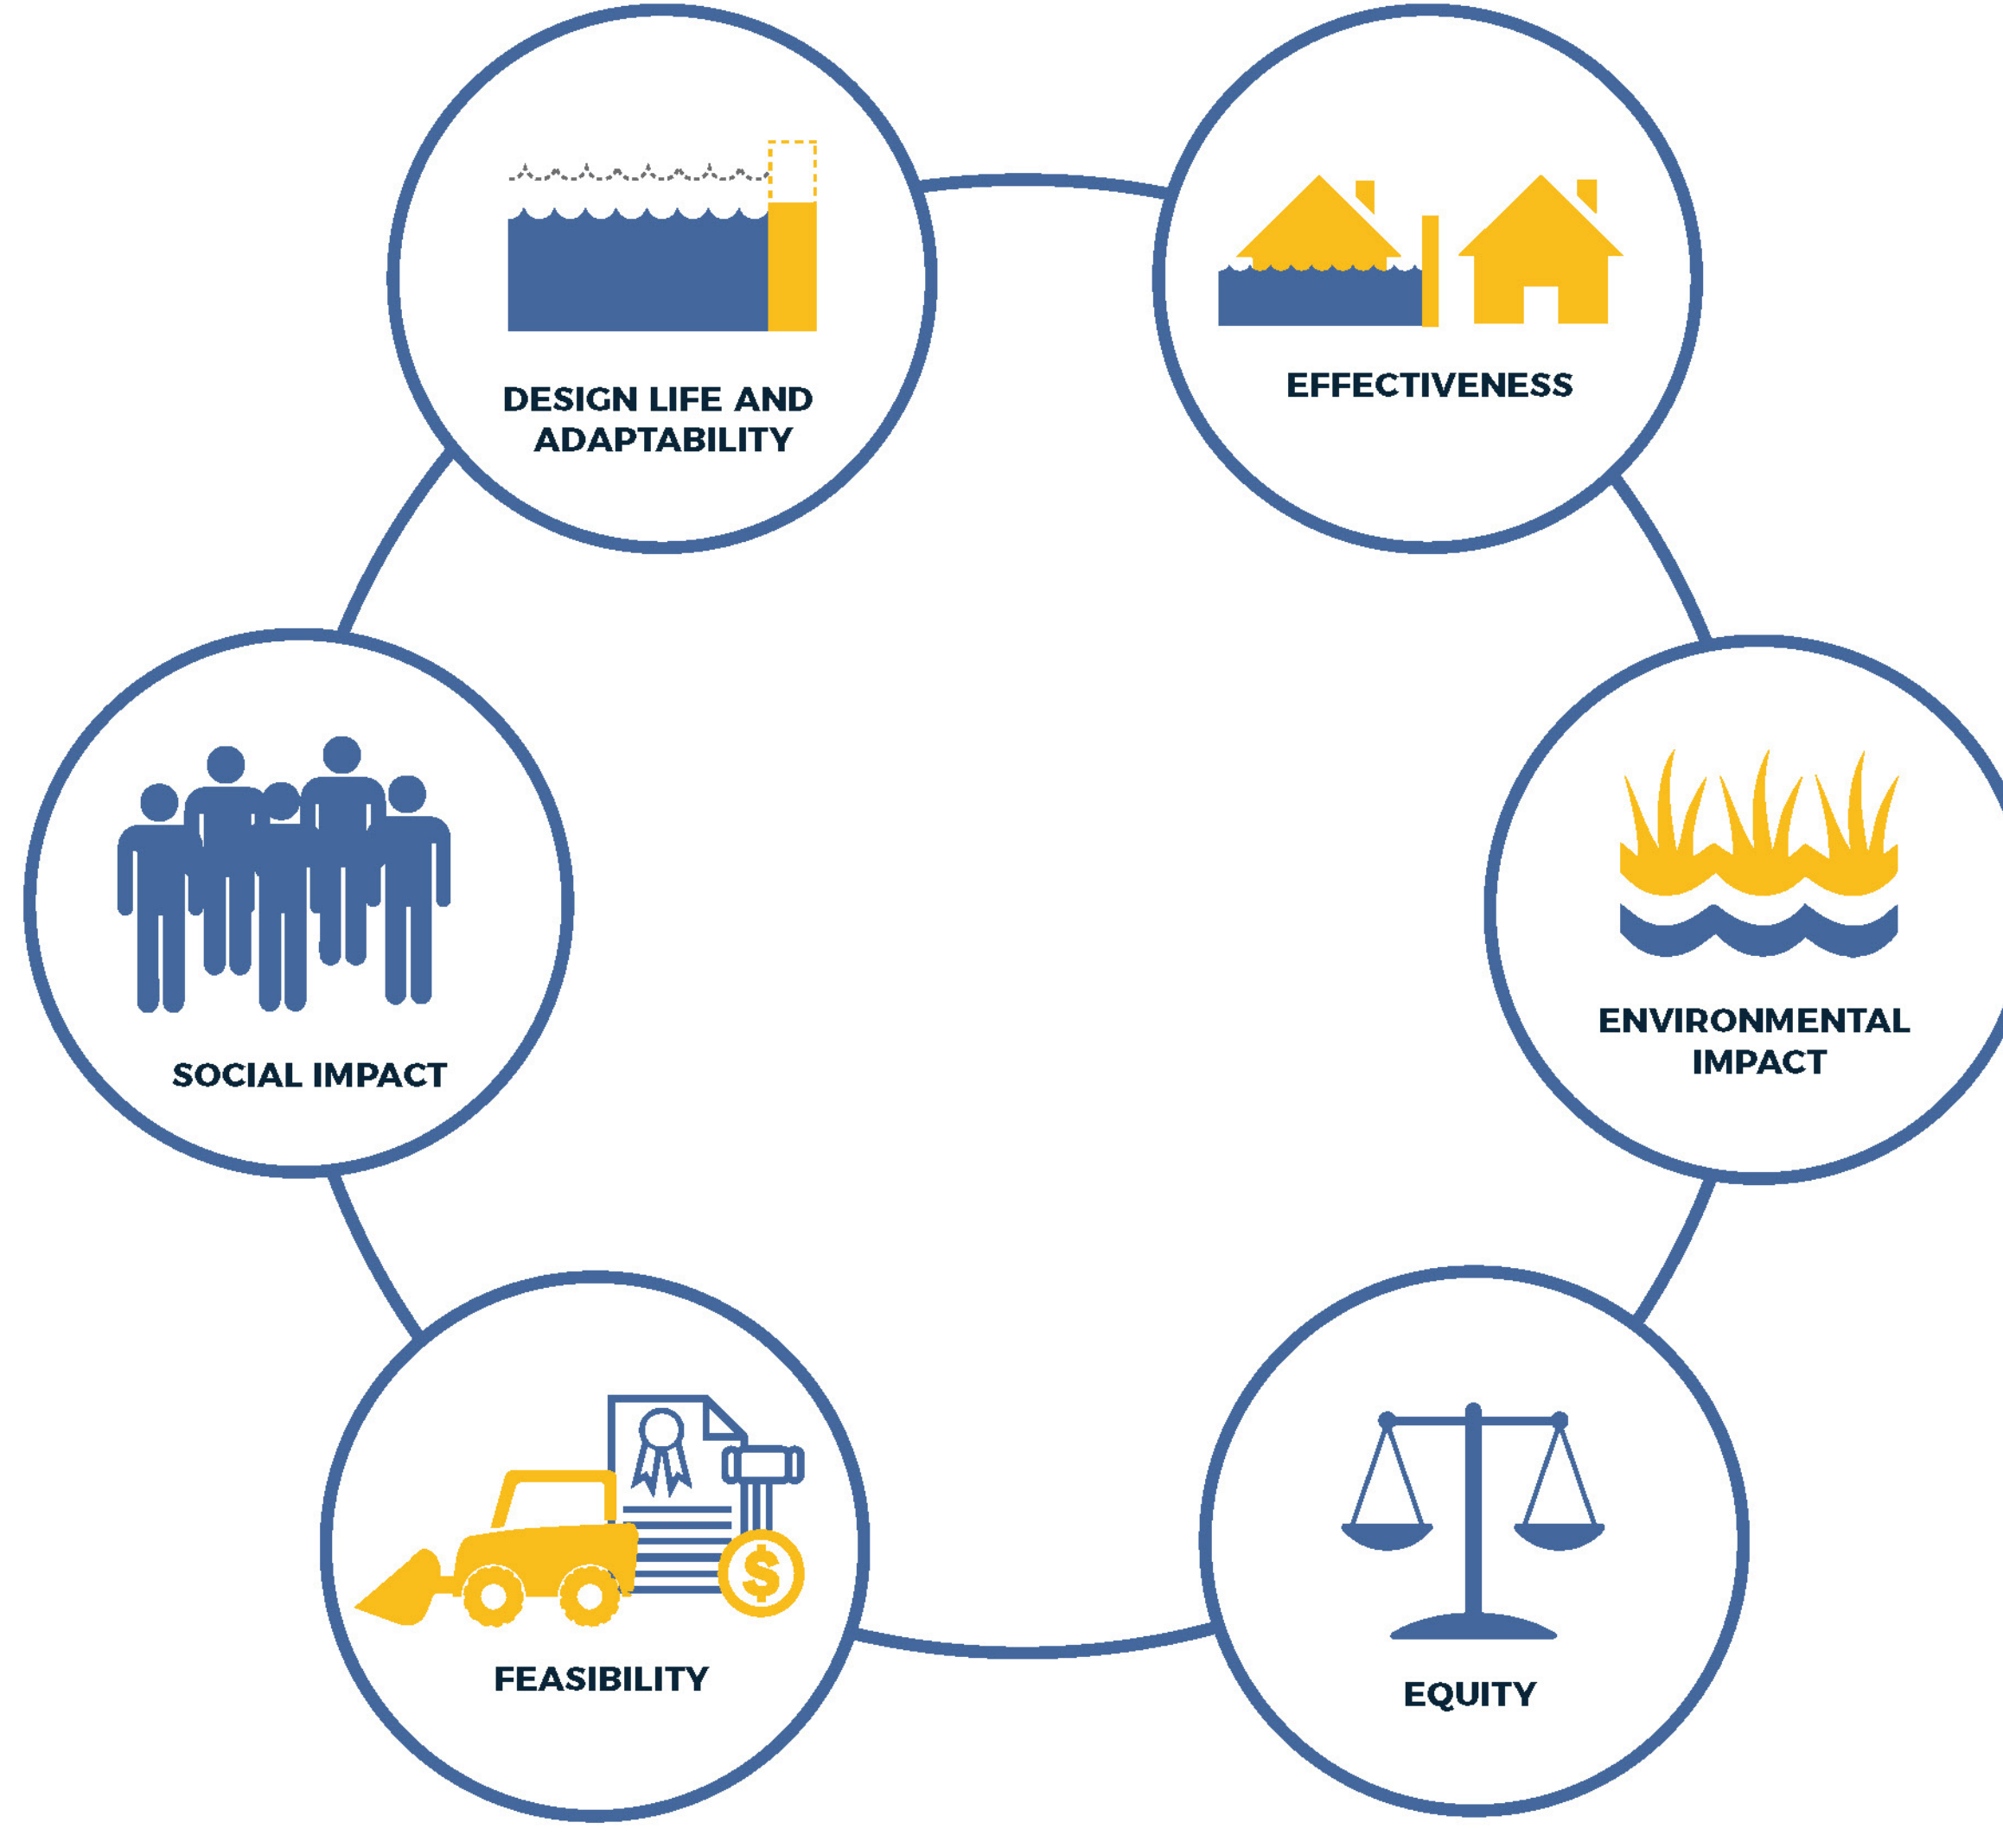 DESIGN LIFE AND
ADAPTABILITY
EFFECTIVENESS
SOCIAL IMPACT
ENVIRONMENTAL
IMPACT
$
FEASIBILITY
EQUITY